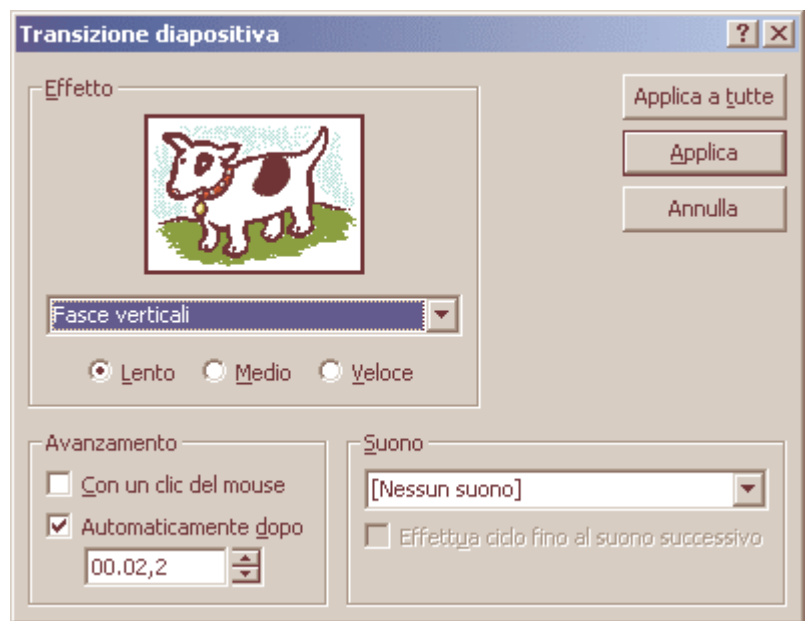 Transizione diapositiva
Effetto
Fasce verticali
Lento Medio Veloce
Applica a tutte
Applica
Annulla
Avanzamento
Con un clic del mouse
Automaticamente dopo
00.02,2
Suono
[Nessun suono]
Effettua ciclo fino al suono successivo